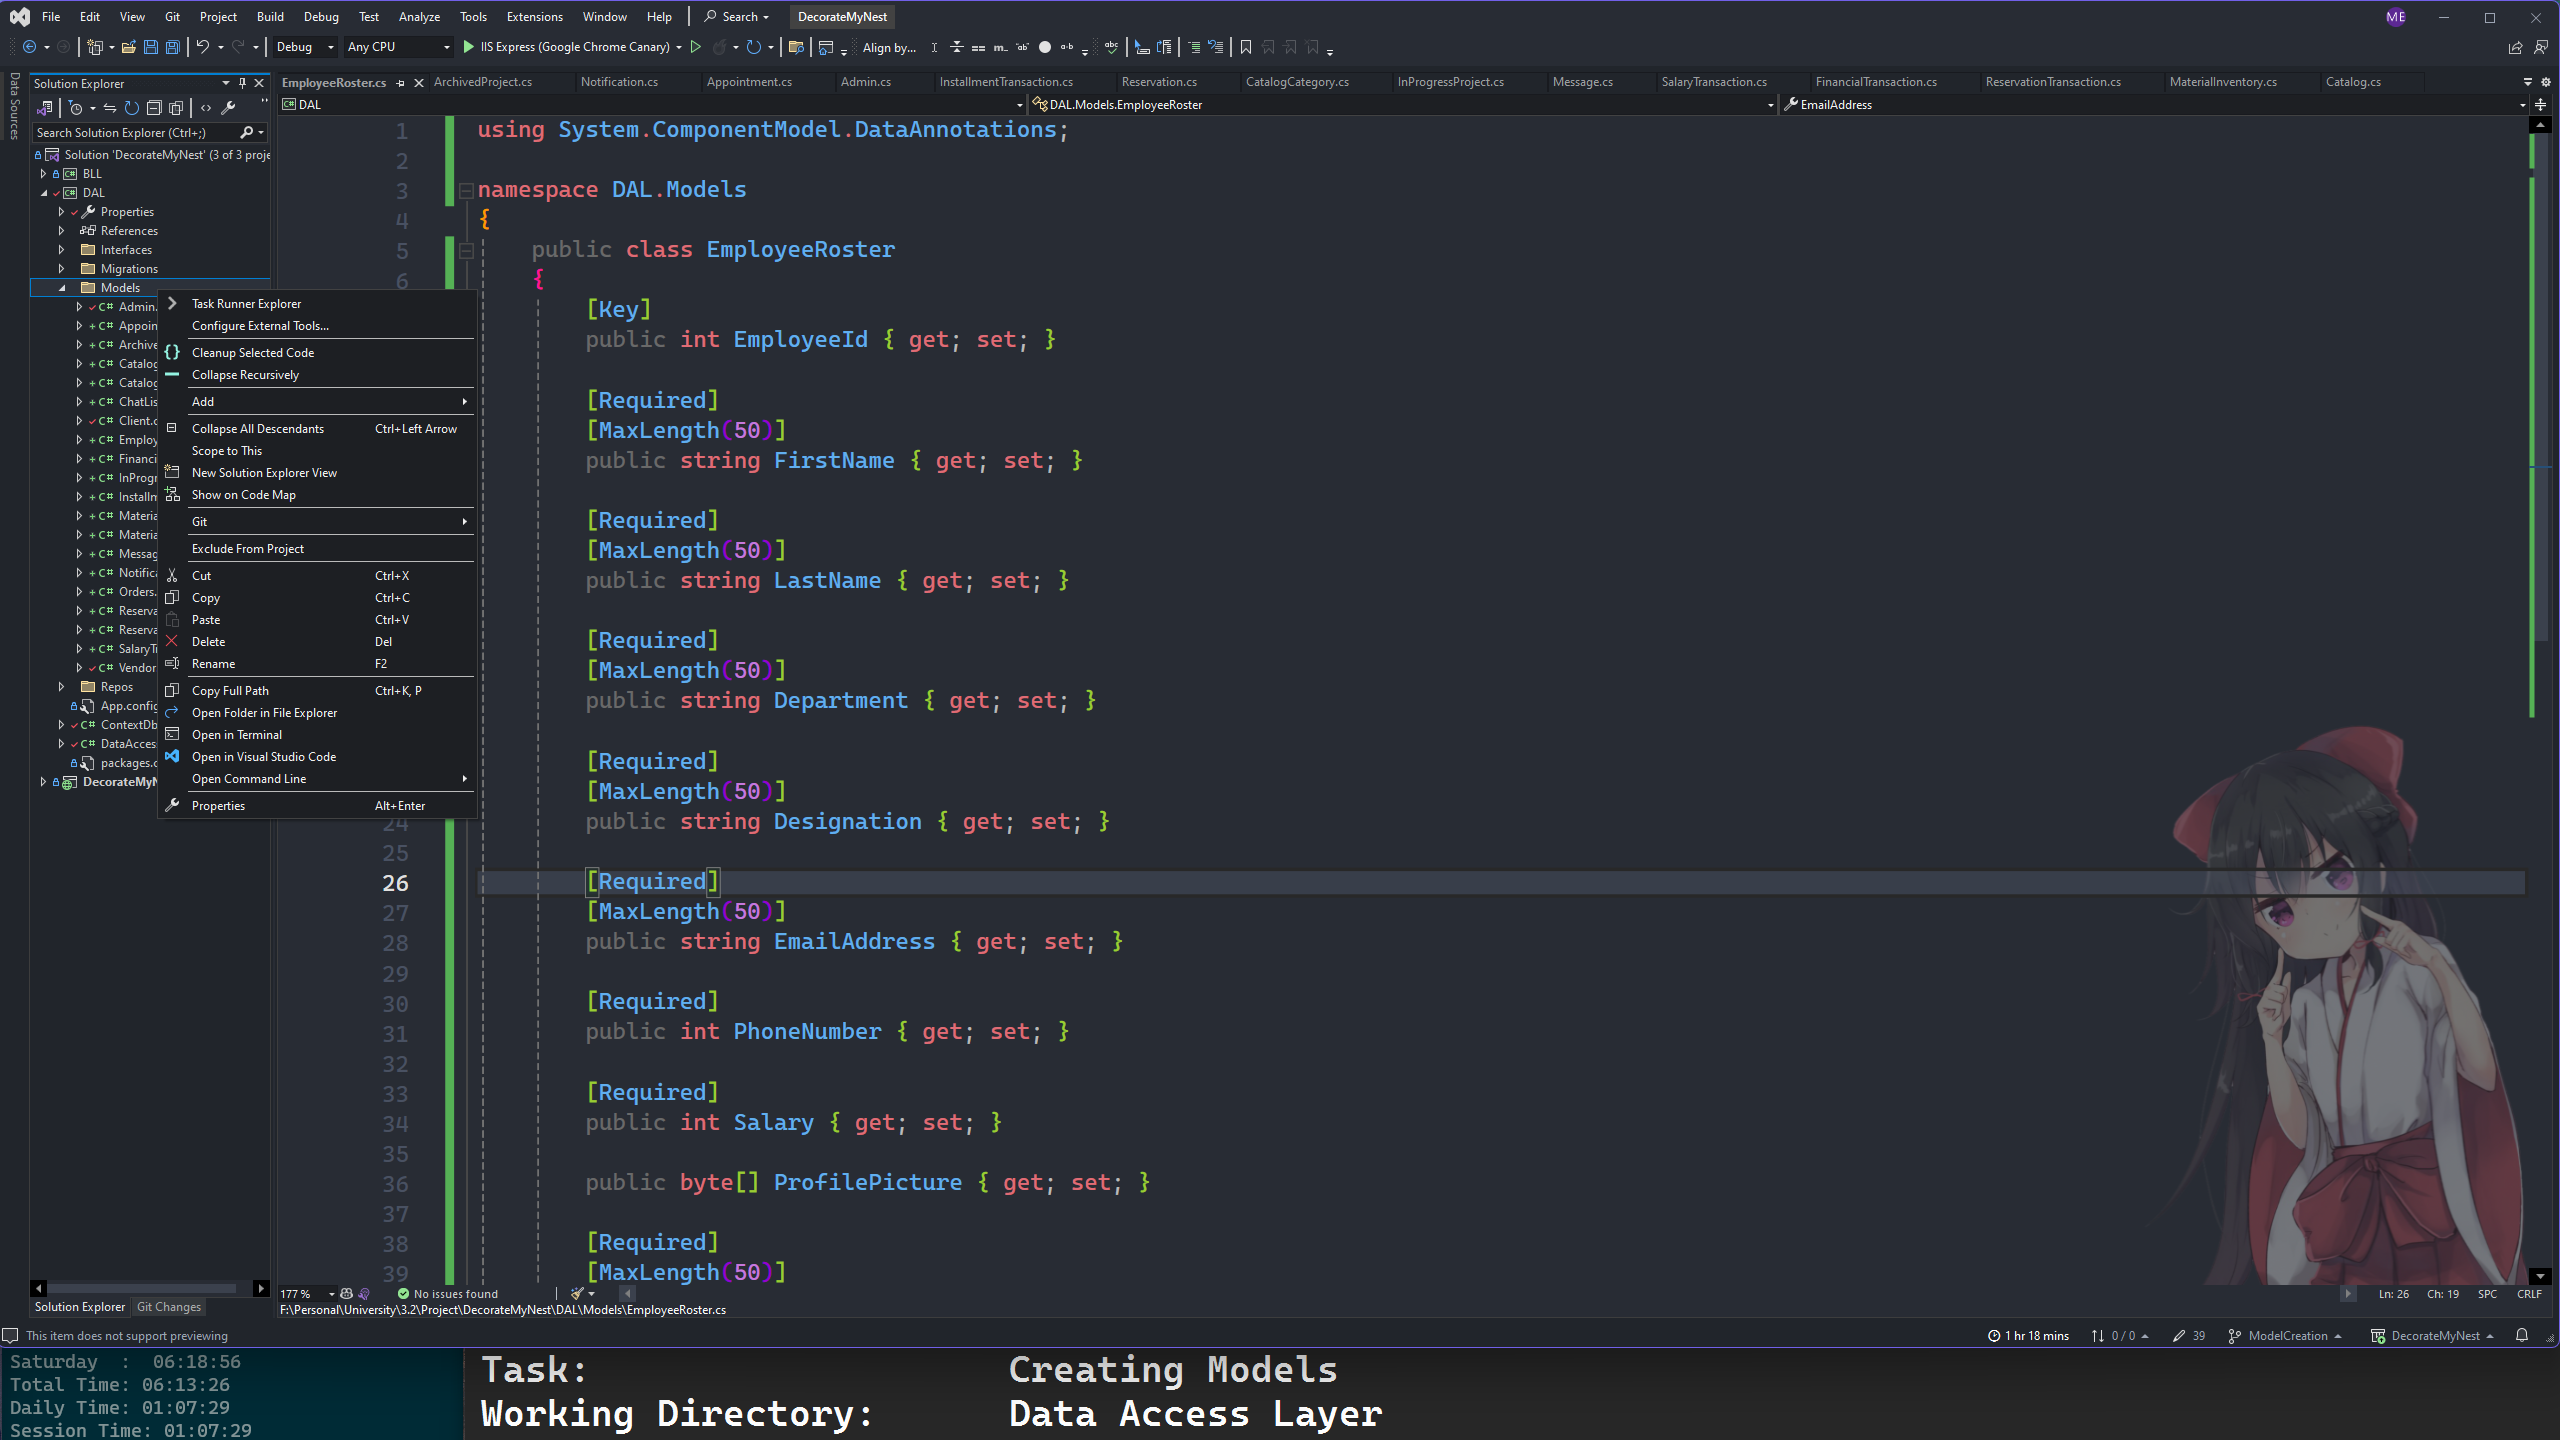 File Edit View Git Project Build Debug Test Analyze Tools Extensions Window Help Search DecorateMyNest ME
Debug Any CPU IIS Express (Google Chrome Canary) Align by...
Data Sources
Solution Explorer
Search Solution Explorer (Ctrl+;)
Solution 'DecorateMyNest' (3 of 3 proje
BLL
DAL
Properties
References
Interfaces
Migrations
Models
Admin.
Appoin
Archive
Catalog
Catalog
ChatLis
Client.c
Employ
Financi
InProgr
Installm
Materia
Materia
Messag
Notifica
Orders.
Reserva
Reserva
SalaryTr
Vendor
Repos
App.config
ContextDb
DataAcces
packages.c
DecorateMyN
Task Runner Explorer
Configure External Tools...
Cleanup Selected Code
Collapse Recursively
Add
Collapse All Descendants Ctrl+Left Arrow
Scope to This
New Solution Explorer View
Show on Code Map
Git
Exclude From Project
Cut Ctrl+X
Copy Ctrl+C
Paste Ctrl+V
Delete Del
Rename F2
Copy Full Path Ctrl+K, P
Open Folder in File Explorer
Open in Terminal
Open in Visual Studio Code
Open Command Line
Properties Alt+Enter
EmployeeRoster.cs ArchivedProject.cs Notification.cs Appointment.cs Admin.cs InstallmentTransaction.cs Reservation.cs CatalogCategory.cs InProgressProject.cs Message.cs SalaryTransaction.cs FinancialTransaction.cs ReservationTransaction.cs MaterialInventory.cs Catalog.cs
DAL DAL.Models.EmployeeRoster EmailAddress
1 using System.ComponentModel.DataAnnotations;
2
3 namespace DAL.Models
4 {
5 public class EmployeeRoster
6 {
[Key]
public int EmployeeId { get; set; }
[Required]
[MaxLength(50)]
public string FirstName { get; set; }
[Required]
[MaxLength(50)]
public string LastName { get; set; }
[Required]
[MaxLength(50)]
public string Department { get; set; }
[Required]
[MaxLength(50)]
24 public string Designation { get; set; }
25
26 [Required]
27 [MaxLength(50)]
28 public string EmailAddress { get; set; }
29
30 [Required]
31 public int PhoneNumber { get; set; }
32
33 [Required]
34 public int Salary { get; set; }
35
36 public byte[] ProfilePicture { get; set; }
37
38 [Required]
39 [MaxLength(50)]
177 % No issues found Ln: 26 Ch: 19 SPC CRLF
F:\Personal\University\3.2\Project\DecorateMyNest\DAL\Models\EmployeeRoster.cs
Solution Explorer Git Changes
This item does not support previewing 1 hr 18 mins 0 / 0 39 ModelCreation DecorateMyNest
Saturday : 06:18:56
Total Time: 06:13:26
Daily Time: 01:07:29
Session Time: 01:07:29
Task: Creating Models
Working Directory: Data Access Layer